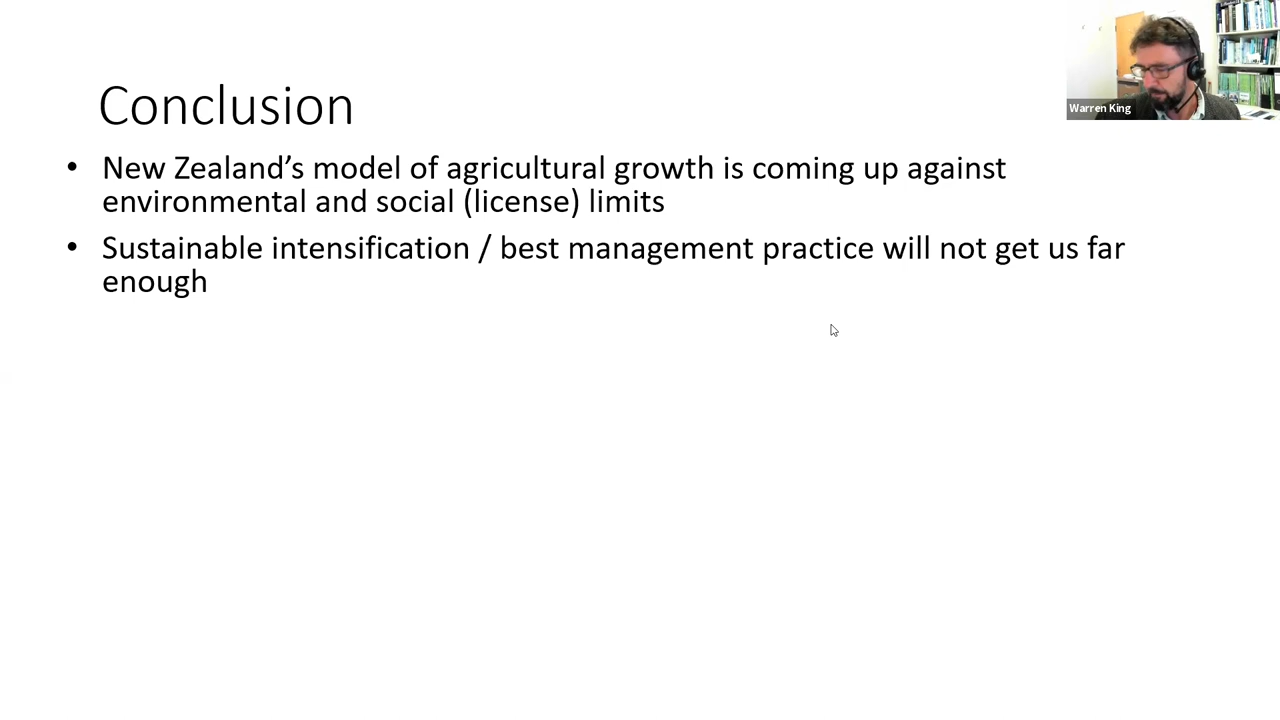 Warren King
Conclusion
• New Zealand’s model of agricultural growth is coming up against
environmental and social (license) limits
• Sustainable intensification / best management practice will not get us far
enough